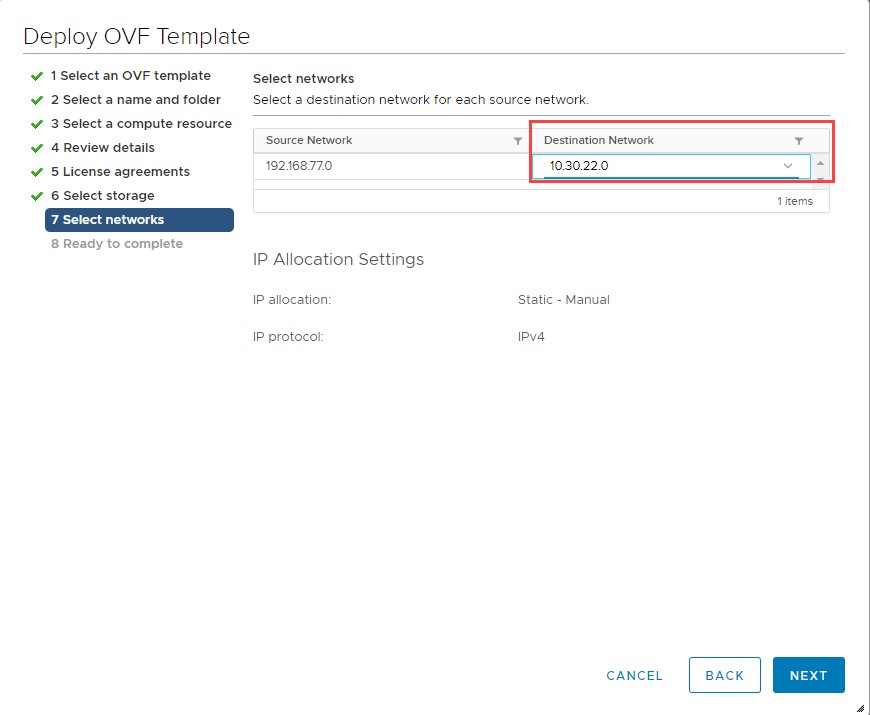 Deploy OVF Template
1 Select an OVF template
2 Select a name and folder
3 Select a compute resource
4 Review details
5 License agreements
6 Select storage
7 Select networks
8 Ready to complete
Select networks
Select a destination network for each source network.
Source Network Destination Network
192.168.77.0 10.30.22.0
1 items
IP Allocation Settings
IP allocation: Static - Manual
IP protocol: IPv4
CANCEL BACK NEXT